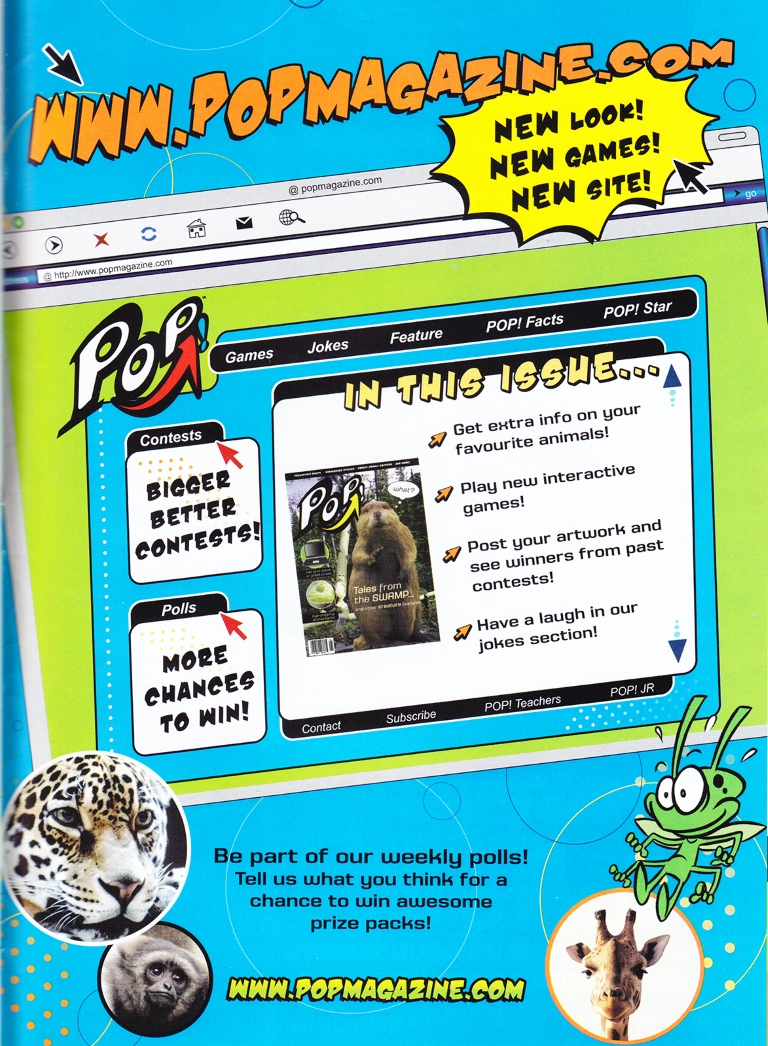 WWW.POPMAGAZINE.COM
NEW LOOK!
NEW GAMES!
NEW SITE!
@ popmagazine.com
go
@ http://www.popmagazine.com
POP!
Games
Jokes
Feature
POP! Facts
POP! Star
IN THIS ISSUE...
Contests
BIGGER
BETTER
CONTESTS!
Polls
MORE
CHANCES
TO WIN!
POP!
what?
Tales from
the SWAMP...
Get extra info on your
favourite animals!
Play new interactive
games!
Post your artwork and
see winners from past
contests!
Have a laugh in our
jokes section!
Contact
Subscribe
POP! Teachers
POP! JR
Be part of our weekly polls!
Tell us what you think for a
chance to win awesome
prize packs!
WWW.POPMAGAZINE.COM